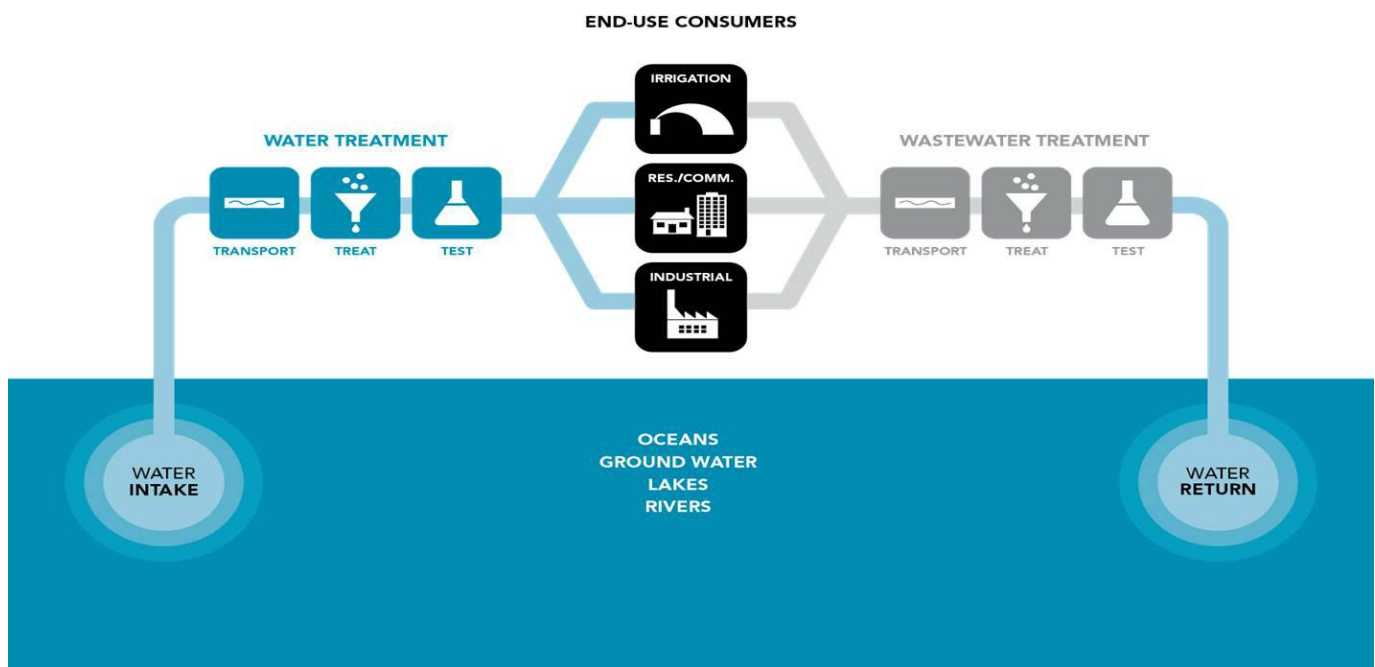 END-USE CONSUMERS
IRRIGATION
WATER TREATMENT
WASTEWATER TREATMENT
RES./COMM.
TRANSPORT
TREAT
TEST
TRANSPORT
TREAT
TEST
INDUSTRIAL
OCEANS
GROUND WATER
LAKES
RIVERS
WATER
INTAKE
WATER
RETURN